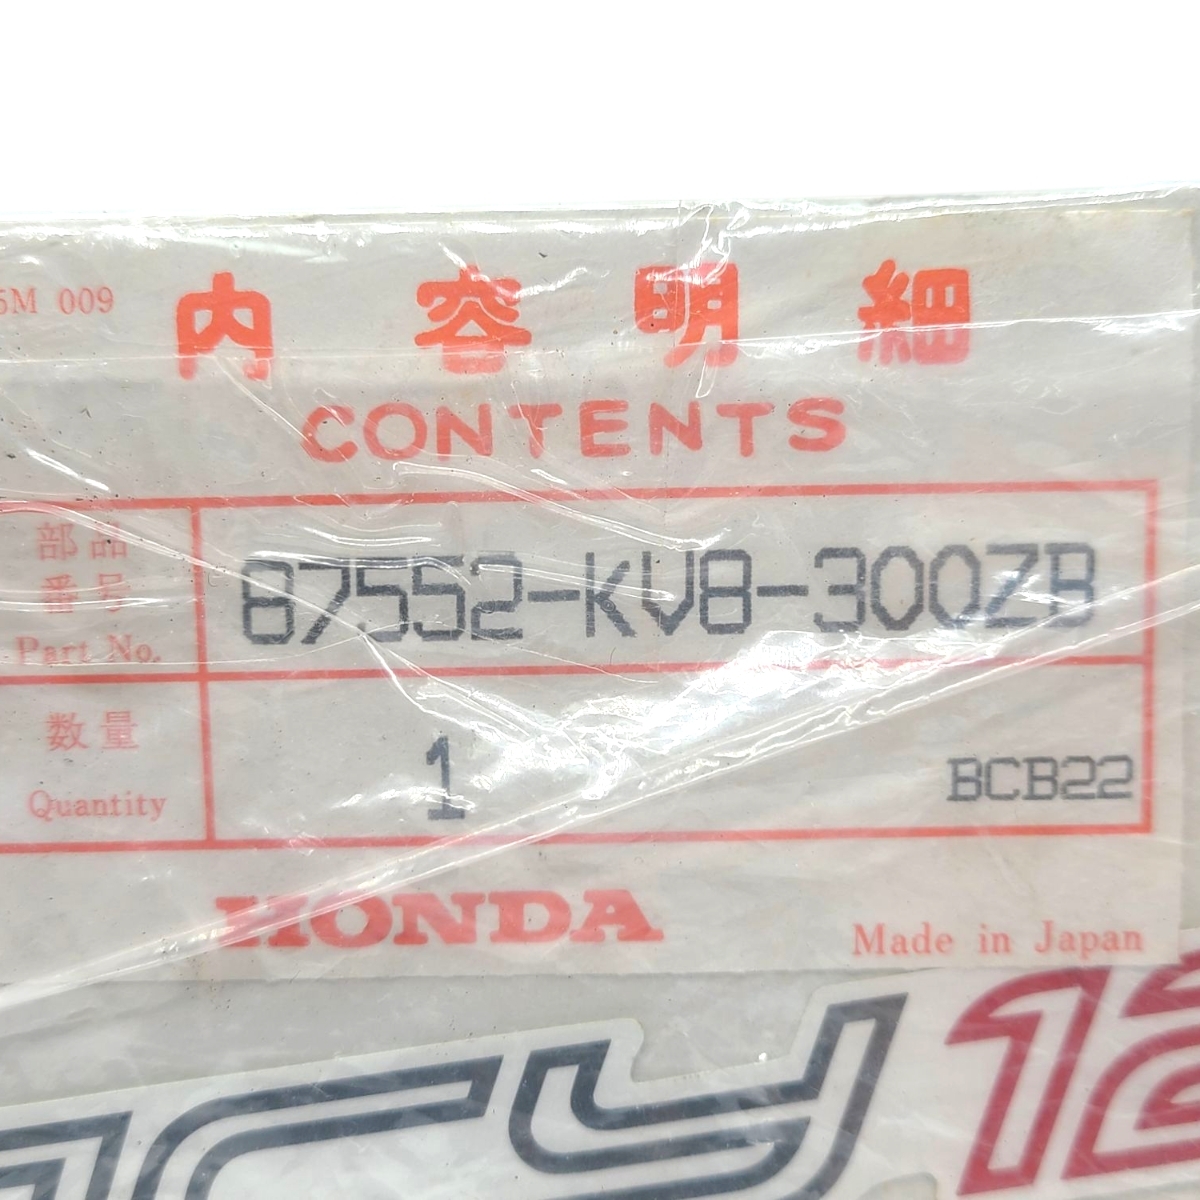 5M 009
内容明細
CONTENTS
部品
番号
Part No.
87552-KV8-300ZB
数量
Quantity
1
BCB22
HONDA
Made in Japan
cy12